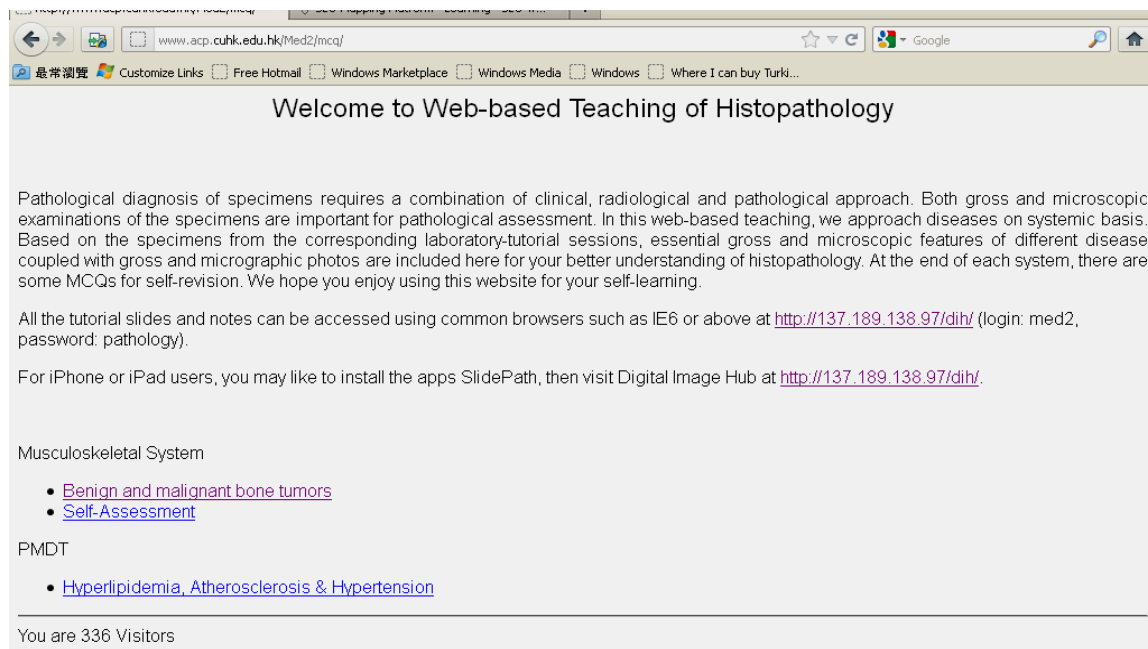 www.acp.cuhk.edu.hk/Med2/mcq/
Google
最常瀏覽 Customize Links Free Hotmail Windows Marketplace Windows Media Windows Where I can buy Turki...
Welcome to Web-based Teaching of Histopathology
Pathological diagnosis of specimens requires a combination of clinical, radiological and pathological approach. Both gross and microscopic
examinations of the specimens are important for pathological assessment. In this web-based teaching, we approach diseases on systemic basis.
Based on the specimens from the corresponding laboratory-tutorial sessions, essential gross and microscopic features of different disease
coupled with gross and micrographic photos are included here for your better understanding of histopathology. At the end of each system, there are
some MCQs for self-revision. We hope you enjoy using this website for your self-learning.
All the tutorial slides and notes can be accessed using common browsers such as IE6 or above at http://137.189.138.97/dih/ (login: med2,
password: pathology).
For iPhone or iPad users, you may like to install the apps SlidePath, then visit Digital Image Hub at http://137.189.138.97/dih/.
Musculoskeletal System
• Benign and malignant bone tumors
• Self-Assessment
PMDT
• Hyperlipidemia, Atherosclerosis & Hypertension
You are 336 Visitors